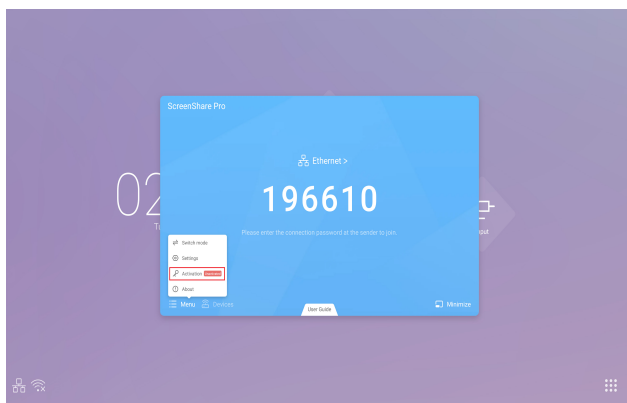 ScreenShare Pro
Ethernet >
196610
02
Please enter the connection password at the sender to join.
Switch mode
Settings
Activation
About
Menu
Devices
User Guide
Minimize